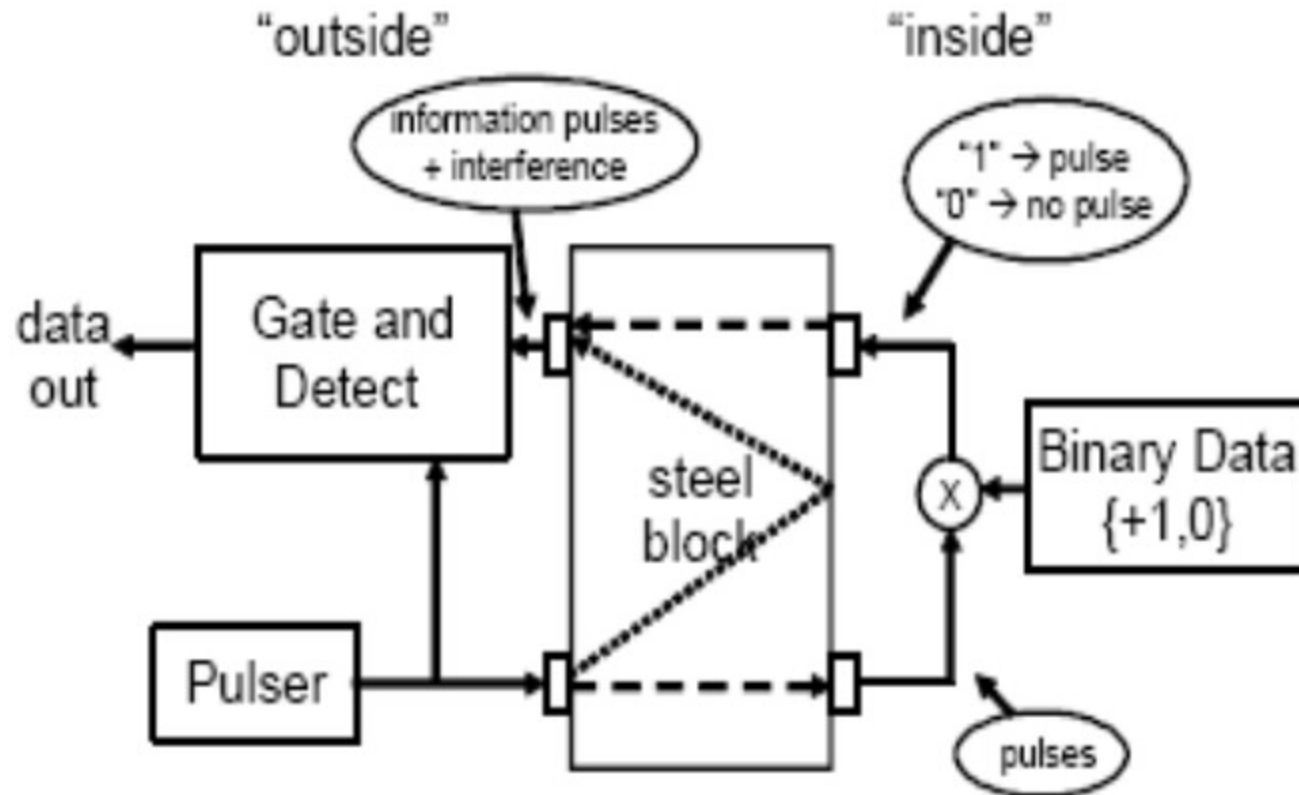 "outside"
"inside"
information pulses
+ interference
"1" → pulse
"0" → no pulse
data
out
Gate and
Detect
steel
block
X
Binary Data
{+1,0}
Pulser
pulses